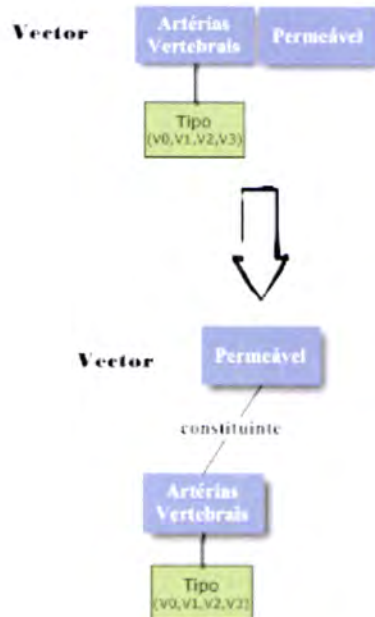 Vector
Artérias
Vertebrais
Permeável
Tipo
(V0,V1,V2,V3)
Vector
Permeável
constituinte
Artérias
Vertebrais
Tipo
(V0,V1,V2,V3)